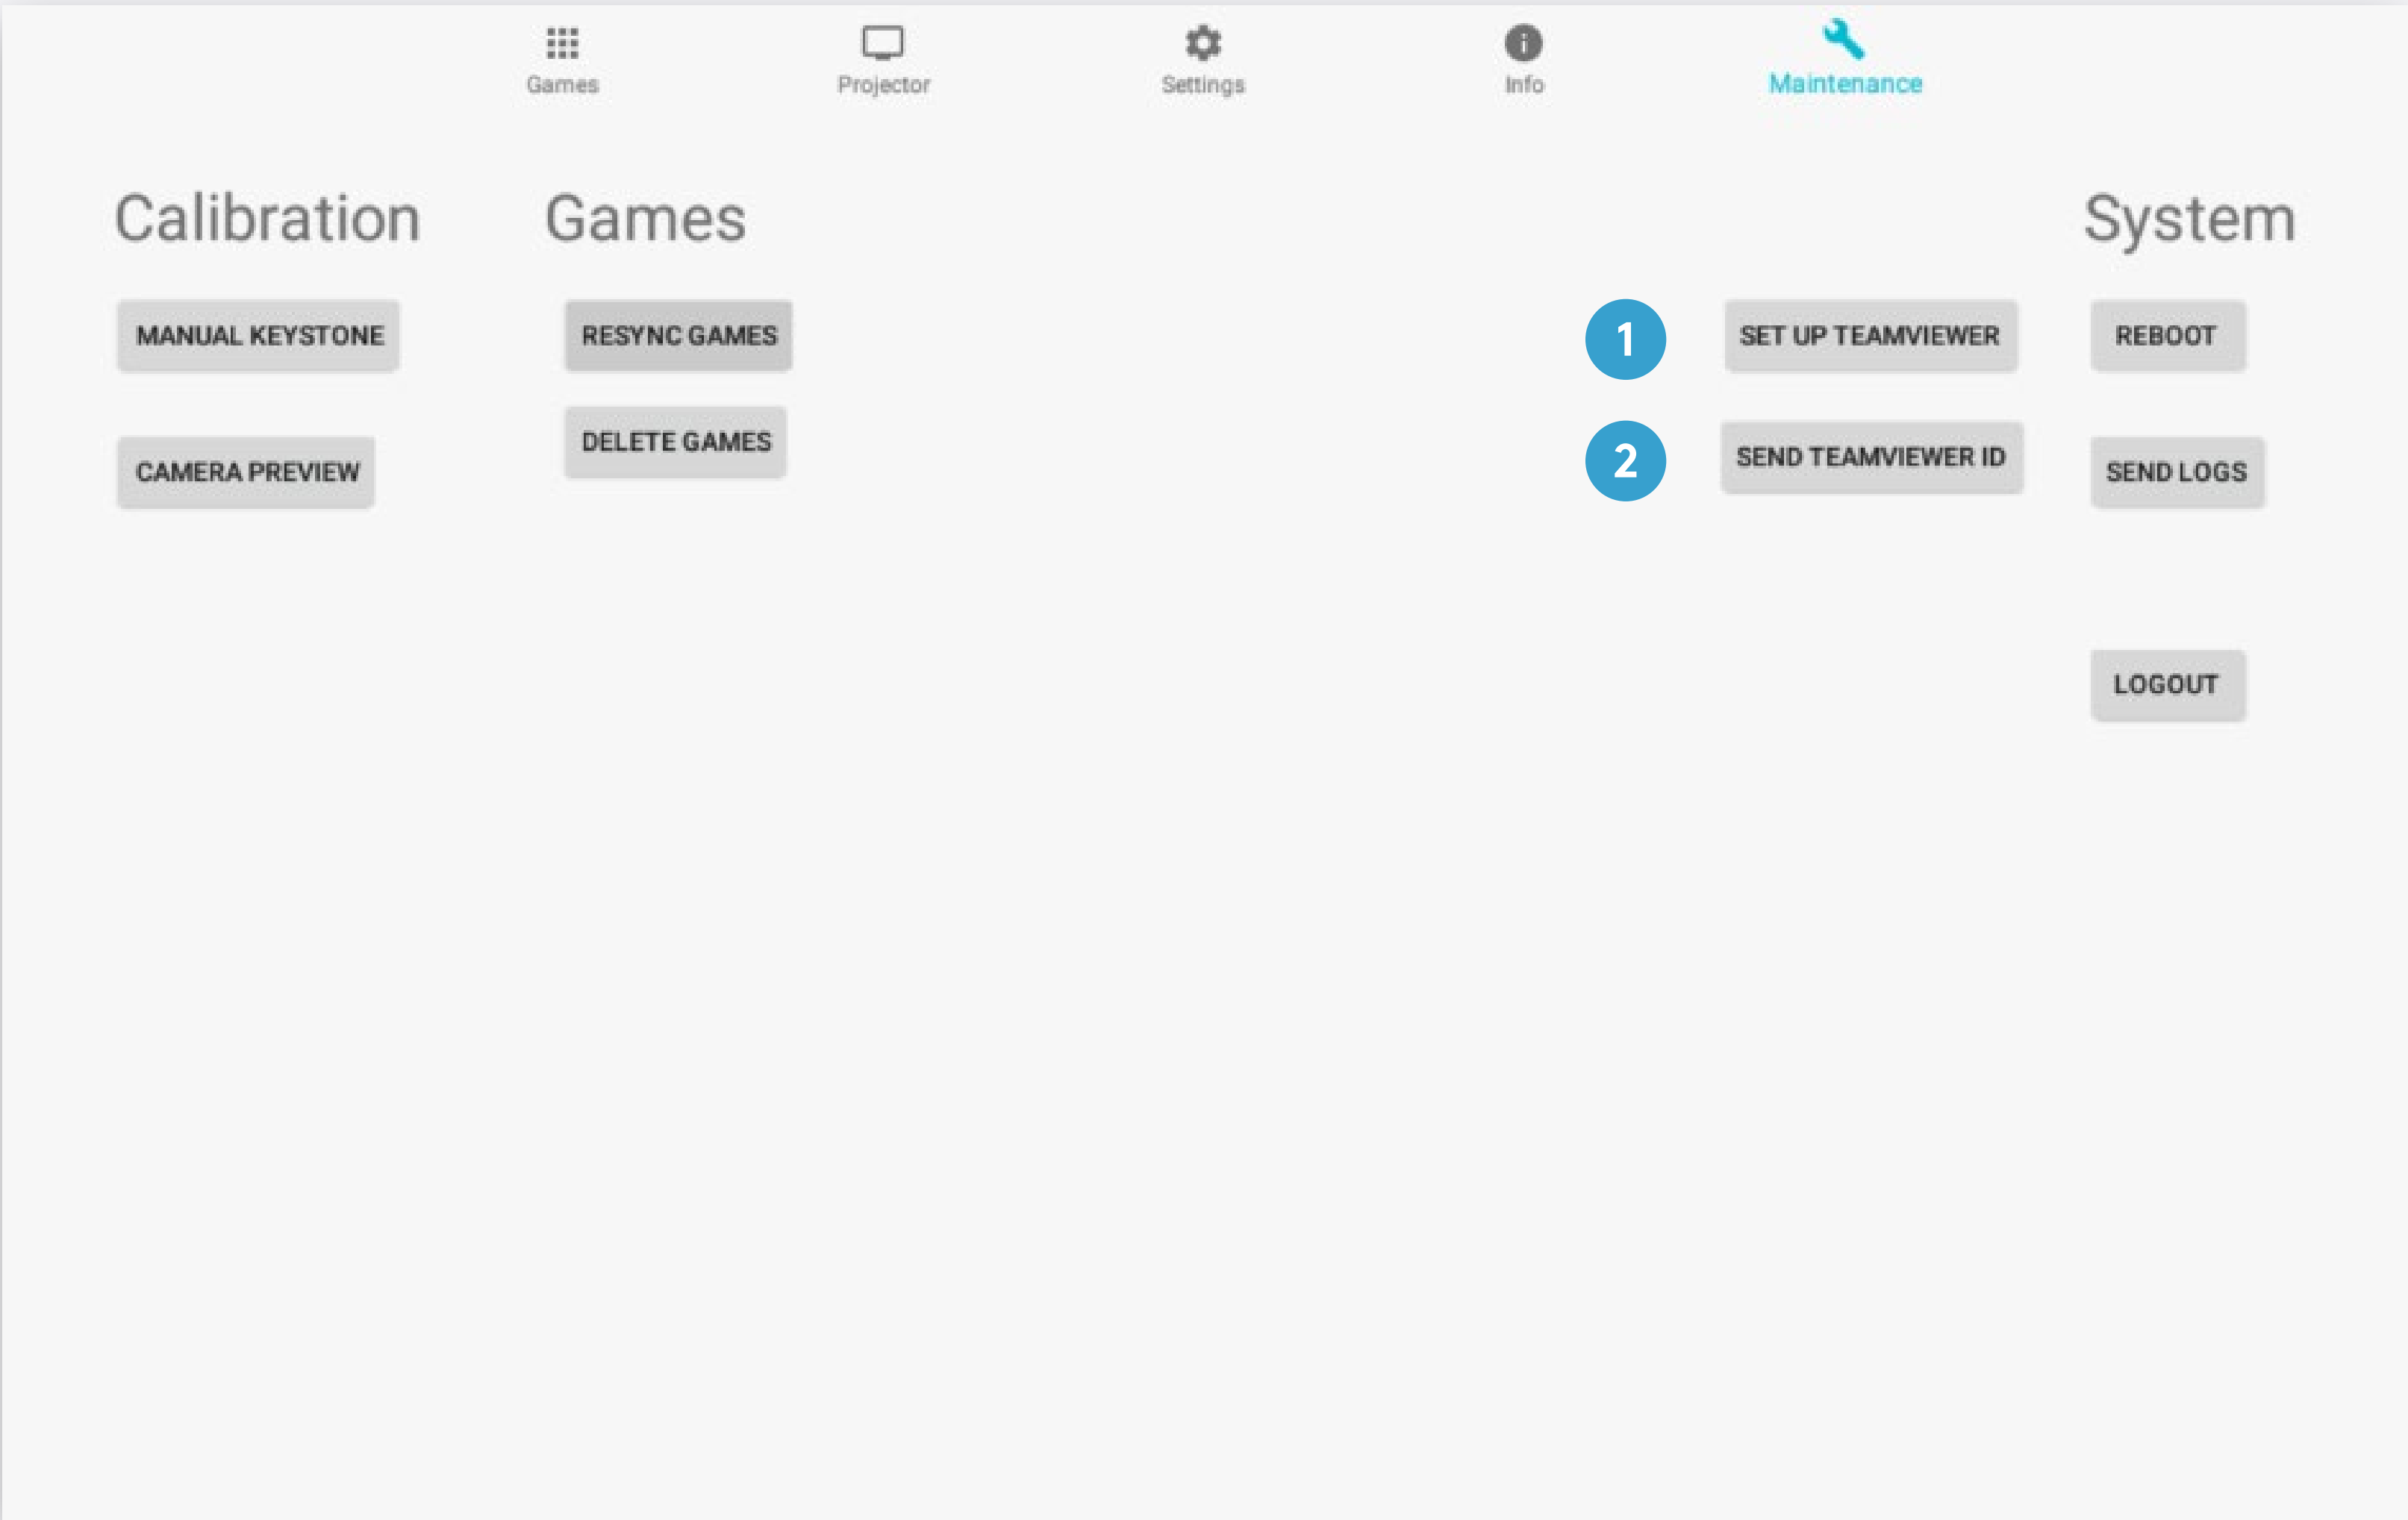 Games Projector Settings Info Maintenance
Calibration Games System
MANUAL KEYSTONE RESYNC GAMES 1 SET UP TEAMVIEWER REBOOT
DELETE GAMES 2 SEND TEAMVIEWER ID
CAMERA PREVIEW SEND LOGS
LOGOUT